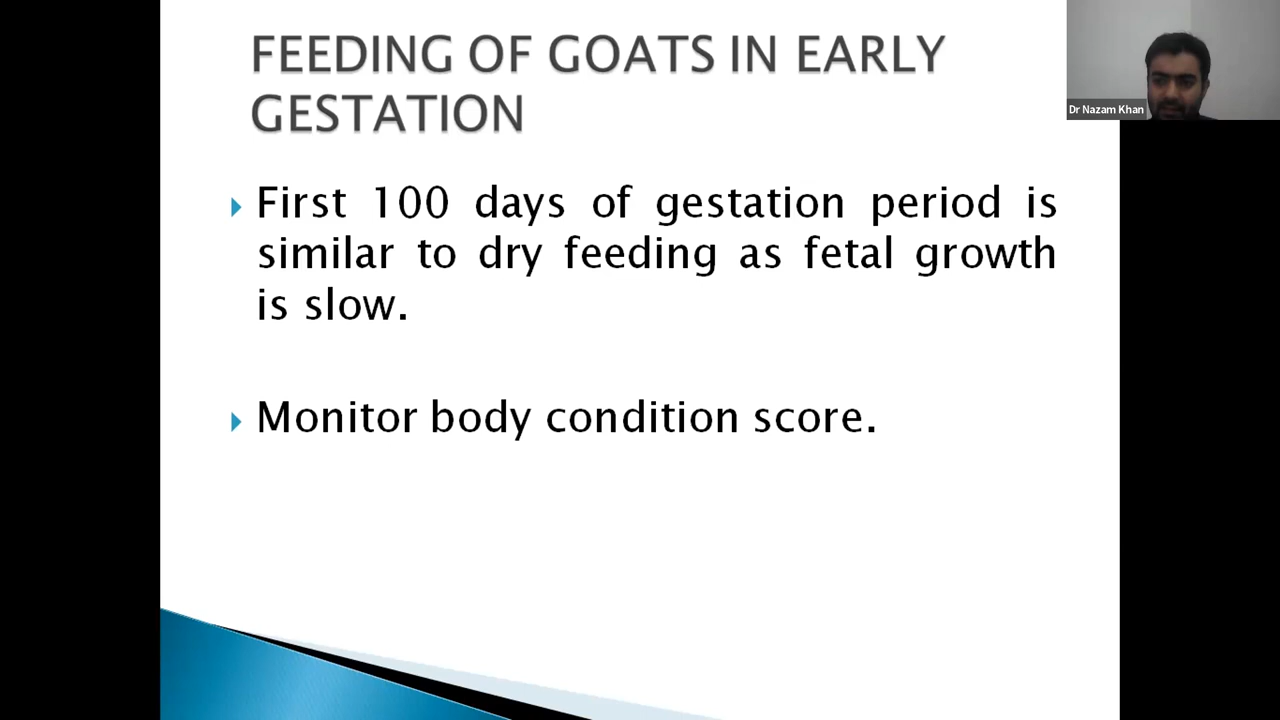 FEEDING OF GOATS IN EARLY
GESTATION
Dr Nazam Khan
First 100 days of gestation period is
similar to dry feeding as fetal growth
is slow.
Monitor body condition score.